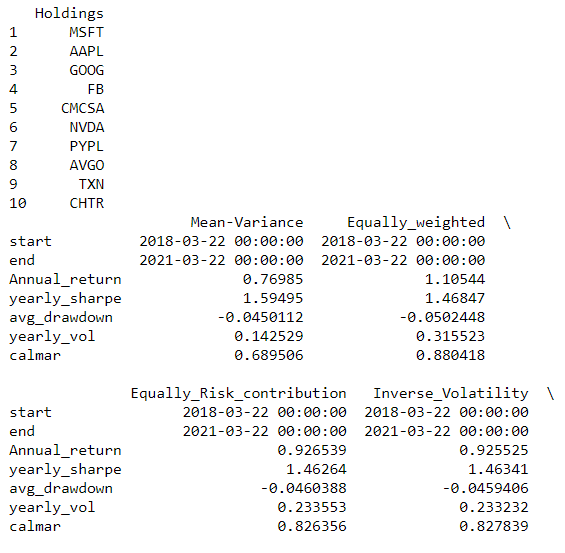 Holdings
1 MSFT
2 AAPL
3 GOOG
4 FB
5 CMCSA
6 NVDA
7 PYPL
8 AVGO
9 TXN
10 CHTR
Mean-Variance Equally_weighted \
start 2018-03-22 00:00:00 2018-03-22 00:00:00
end 2021-03-22 00:00:00 2021-03-22 00:00:00
Annual_return 0.76985 1.10544
yearly_sharpe 1.59495 1.46847
avg_drawdown -0.0450112 -0.0502448
yearly_vol 0.142529 0.315523
calmar 0.689506 0.880418
Equally_Risk_contribution Inverse_Volatility \
start 2018-03-22 00:00:00 2018-03-22 00:00:00
end 2021-03-22 00:00:00 2021-03-22 00:00:00
Annual_return 0.926539 0.925525
yearly_sharpe 1.46264 1.46341
avg_drawdown -0.0460388 -0.0459406
yearly_vol 0.233553 0.233232
calmar 0.826356 0.827839